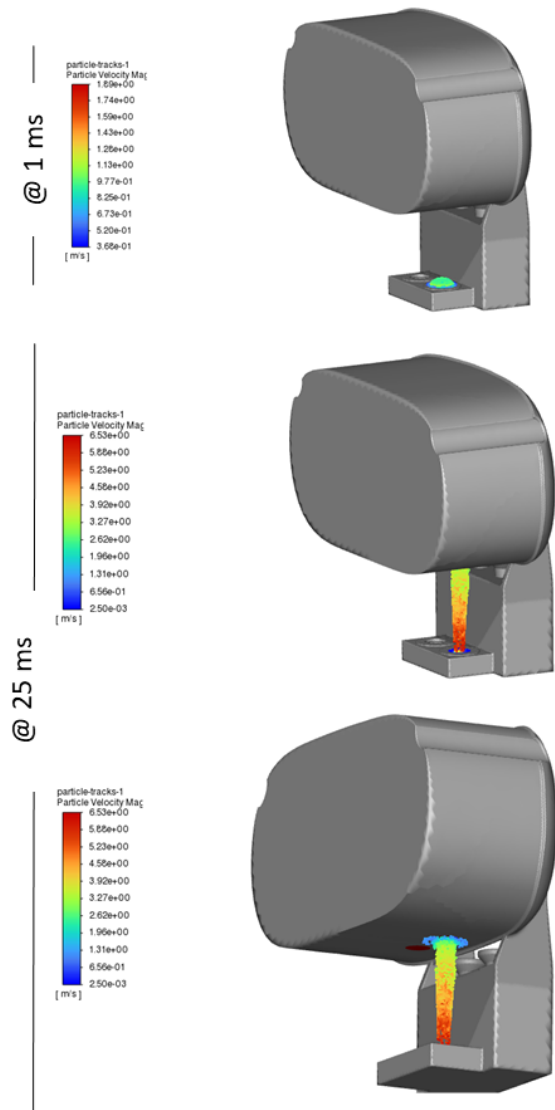 @ 1 ms
particle-tracks-1
Particle Velocity Mag
1.89e+00
1.74e+00
1.59e+00
1.43e+00
1.28e+00
1.13e+00
9.77e-01
8.25e-01
6.73e-01
5.20e-01
3.68e-01
[ m/s ]
@ 25 ms
particle-tracks-1
Particle Velocity Mag
6.53e+00
5.88e+00
5.23e+00
4.58e+00
3.92e+00
3.27e+00
2.62e+00
1.96e+00
1.31e+00
6.56e-01
2.50e-03
[ m/s ]
particle-tracks-1
Particle Velocity Mag
6.53e+00
5.88e+00
5.23e+00
4.58e+00
3.92e+00
3.27e+00
2.62e+00
1.96e+00
1.31e+00
6.56e-01
2.50e-03
[ m/s ]